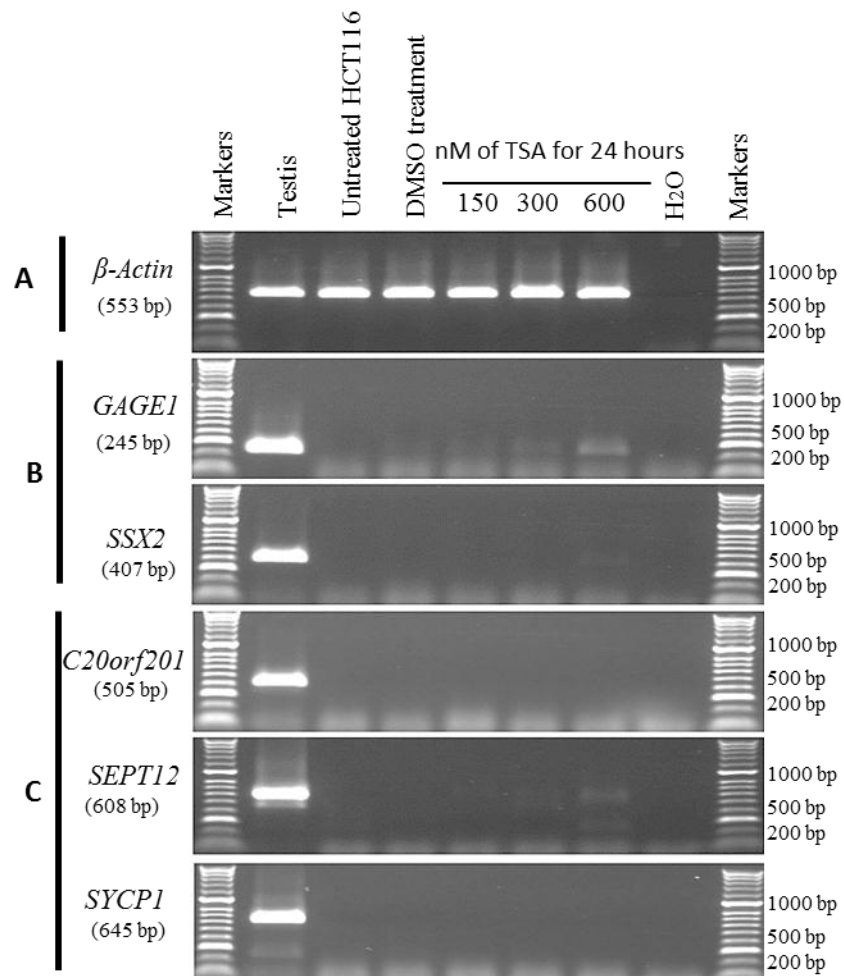 Markers
Testis
Untreated HCT116
DMSO treatment
nM of TSA for 24 hours
150 300 600
H2O
Markers
A
β-Actin
(553 bp)
1000 bp
500 bp
200 bp
B
GAGE1
(245 bp)
1000 bp
500 bp
200 bp
SSX2
(407 bp)
1000 bp
500 bp
200 bp
C
C20orf201
(505 bp)
1000 bp
500 bp
200 bp
SEPT12
(608 bp)
1000 bp
500 bp
200 bp
SYCP1
(645 bp)
1000 bp
500 bp
200 bp